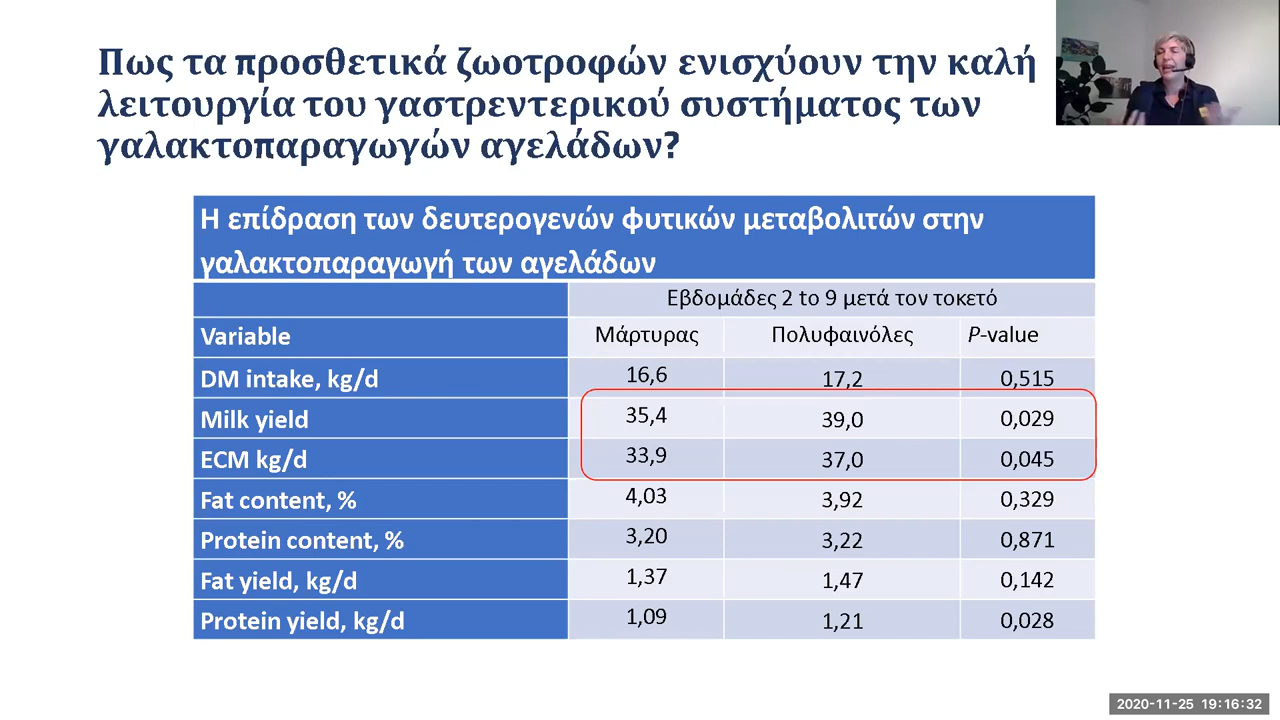 Πως τα προσθετικά ζωοτροφών ενισχύουν την καλή
λειτουργία του γαστρεντερικού συστήματος των
γαλακτοπαραγωγών αγελάδων?
Η επίδραση των δευτερογενών φυτικών μεταβολιτών στην
γαλακτοπαραγωγή των αγελάδων
Εβδομάδες 2 to 9 μετά τον τοκετό
Variable Μάρτυρας Πολυφαινόλες P-value
DM intake, kg/d 16,6 17,2 0,515
Milk yield 35,4 39,0 0,029
ECM kg/d 33,9 37,0 0,045
Fat content, % 4,03 3,92 0,329
Protein content, % 3,20 3,22 0,871
Fat yield, kg/d 1,37 1,47 0,142
Protein yield, kg/d 1,09 1,21 0,028
2020-11-25 19:16:32